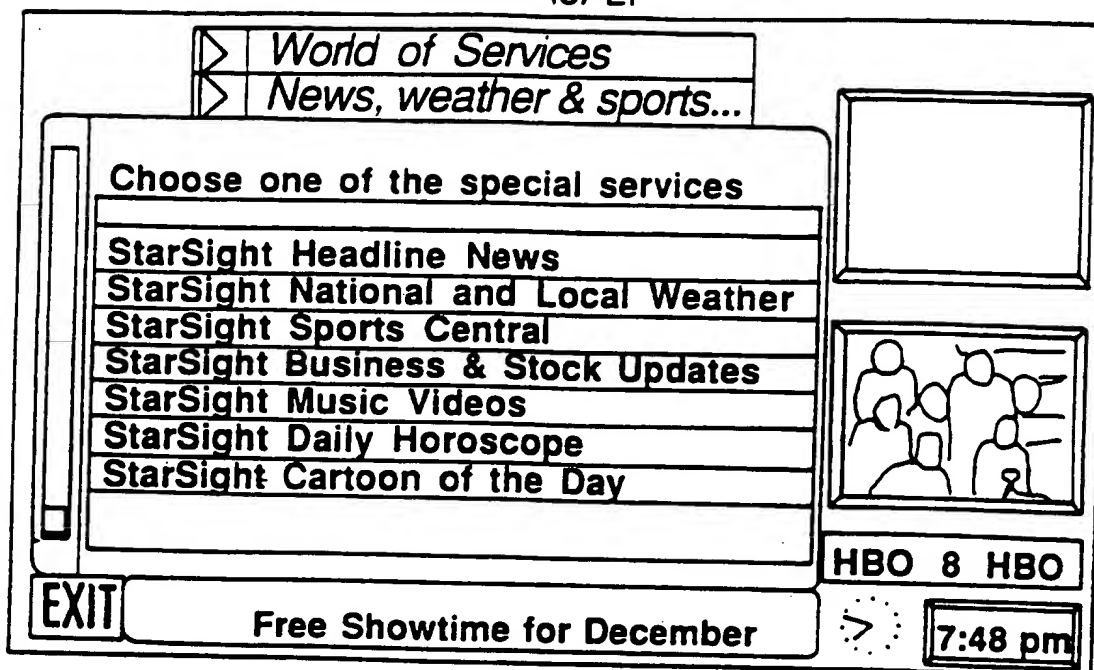 World of Services
News, weather & sports...
Choose one of the special services
StarSight Headline News
StarSight National and Local Weather
StarSight Sports Central
StarSight Business & Stock Updates
StarSight Music Videos
StarSight Daily Horoscope
StarSight Cartoon of the Day
HBO 8 HBO
EXIT
Free Showtime for December
7:48 pm